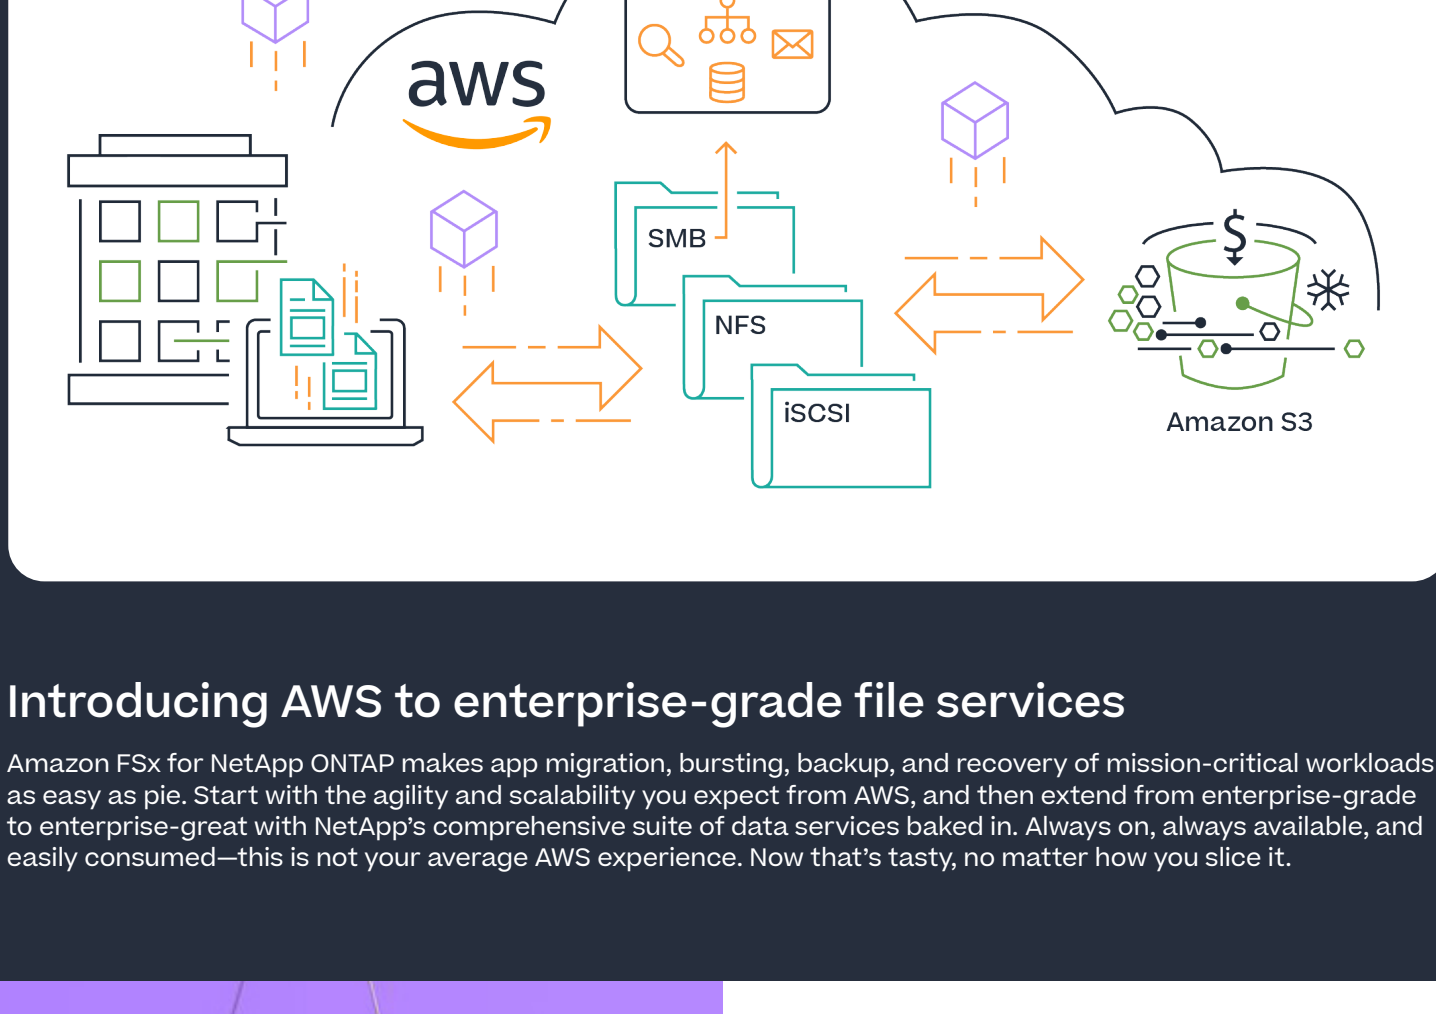 aws
SMB
NFS
iSCSI
$
Amazon S3
Introducing AWS to enterprise-grade file services
Amazon FSx for NetApp ONTAP makes app migration, bursting, backup, and recovery of mission-critical workloads
as easy as pie. Start with the agility and scalability you expect from AWS, and then extend from enterprise-grade
to enterprise-great with NetApp’s comprehensive suite of data services baked in. Always on, always available, and
easily consumed—this is not your average AWS experience. Now that’s tasty, no matter how you slice it.